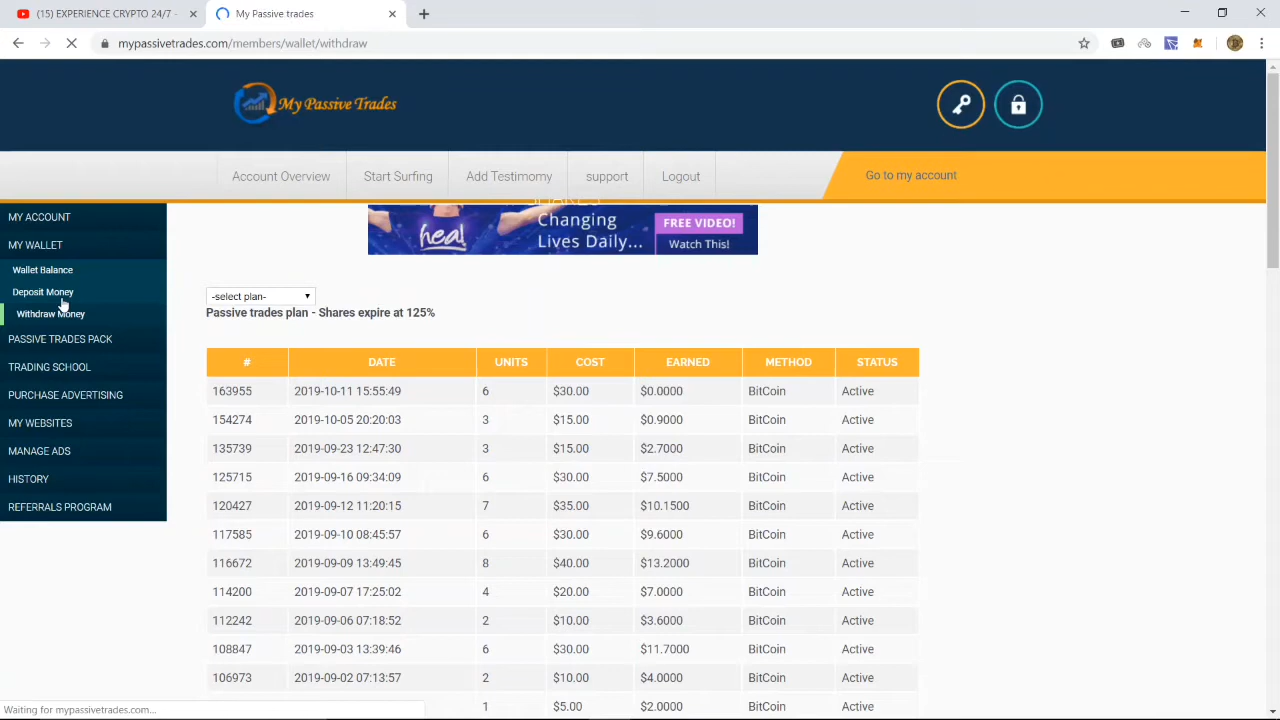 (15) EXPERIENCE CRYPTO 24/7 -
My Passive trades
mypassivetrades.com/members/wallet/withdraw
My Passive Trades
Account Overview
Start Surfing
Add Testimony
support
Logout
Go to my account
MY ACCOUNT
MY WALLET
Wallet Balance
Deposit Money
Withdraw Money
PASSIVE TRADES PACK
TRADING SCHOOL
PURCHASE ADVERTISING
MY WEBSITES
MANAGE ADS
HISTORY
REFERRALS PROGRAM
heal!
Changing
Lives Daily...
FREE VIDEO!
Watch This!
-select plan-
Passive trades plan - Shares expire at 125%
# DATE UNITS COST EARNED METHOD STATUS
163955 2019-10-11 15:55:49 6 $30.00 $0.0000 BitCoin Active
154274 2019-10-05 20:20:03 3 $15.00 $0.9000 BitCoin Active
135739 2019-09-23 12:47:30 3 $15.00 $2.7000 BitCoin Active
125715 2019-09-16 09:34:09 6 $30.00 $7.5000 BitCoin Active
120427 2019-09-12 11:20:15 7 $35.00 $10.1500 BitCoin Active
117585 2019-09-10 08:45:57 6 $30.00 $9.6000 BitCoin Active
116672 2019-09-09 13:49:45 8 $40.00 $13.2000 BitCoin Active
114200 2019-09-07 17:25:02 4 $20.00 $7.0000 BitCoin Active
112242 2019-09-06 07:18:52 2 $10.00 $3.6000 BitCoin Active
108847 2019-09-03 13:39:46 6 $30.00 $11.7000 BitCoin Active
106973 2019-09-02 07:13:57 2 $10.00 $4.0000 BitCoin Active
1 $5.00 $2.0000 BitCoin Active
Waiting for mypassivetrades.com...